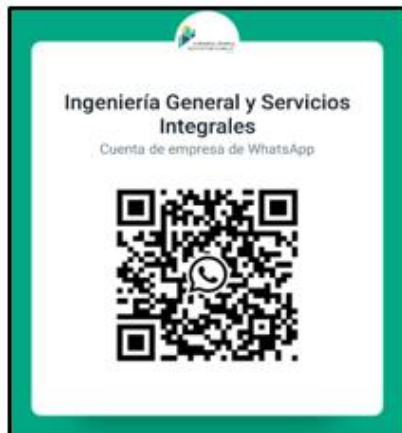 Ingeniería General y Servicios
Integrales
Cuenta de empresa de WhatsApp